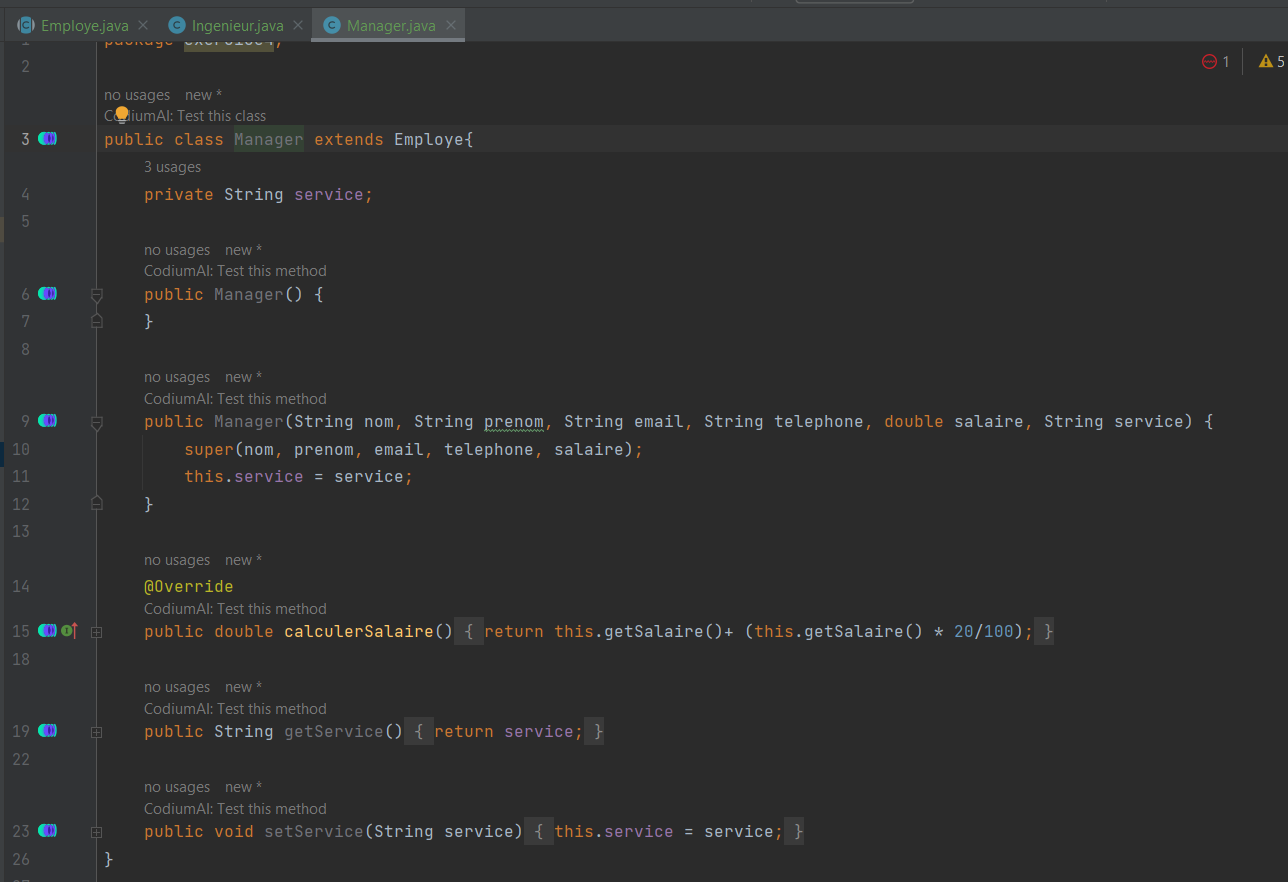 Employe.java Ingenieur.java Manager.java
1 package exercice4;
2
1 5
no usages new *
CodiumAI: Test this class
3 public class Manager extends Employe{
3 usages
4 private String service;
5
no usages new *
CodiumAI: Test this method
6 public Manager() {
7 }
8
no usages new *
CodiumAI: Test this method
9 public Manager(String nom, String prenom, String email, String telephone, double salaire, String service) {
10 super(nom, prenom, email, telephone, salaire);
11 this.service = service;
12 }
13
no usages new *
14 @Override
CodiumAI: Test this method
15 public double calculerSalaire() { return this.getSalaire()+ (this.getSalaire() * 20/100); }
18
no usages new *
CodiumAI: Test this method
19 public String getService() { return service; }
22
no usages new *
CodiumAI: Test this method
23 public void setService(String service) { this.service = service; }
26 }
27